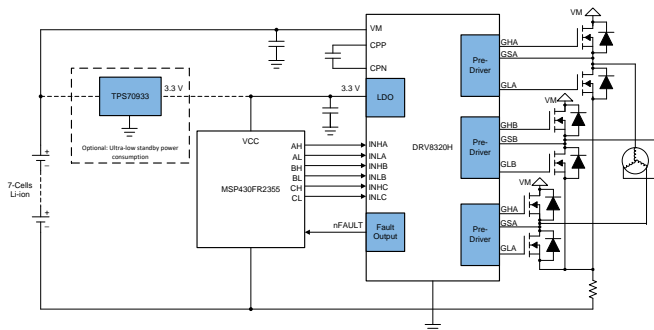 VM
VM
CPP
CPN
TPS70933
3.3 V
3.3 V
LDO
Optional: Ultra-low standby power
consumption
VCC
MSP430FR2355
AH
AL
BH
BL
CH
CL
INHA
INLA
INHB
INLB
INHC
INLC
nFAULT
Fault
Output
DRV8320H
Pre-
Driver
GHA
GSA
GLA
VM
Pre-
Driver
GHB
GSB
GLB
VM
Pre-
Driver
GHA
GSA
GLA
7-Cells
Li-ion